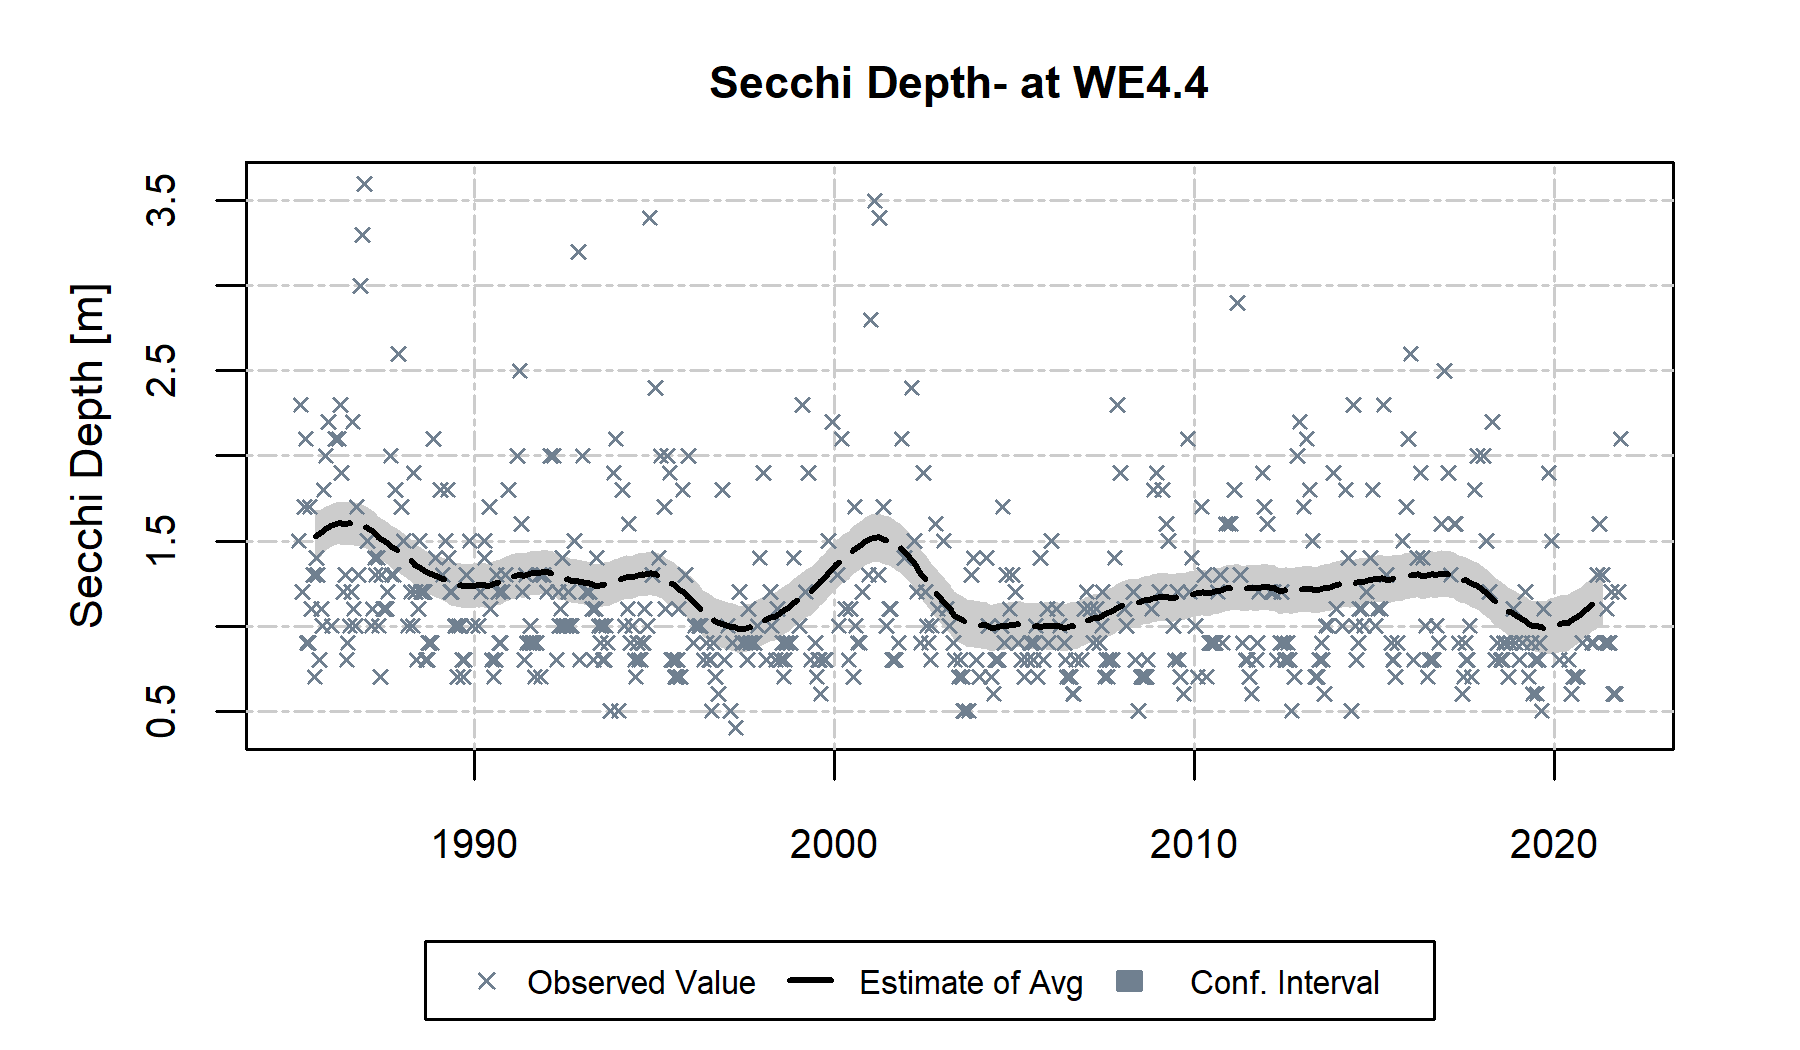 Secchi Depth- at WE4.4
Secchi Depth [m]
3.5
2.5
1.5
0.5
1990 2000 2010 2020
Observed Value Estimate of Avg Conf. Interval